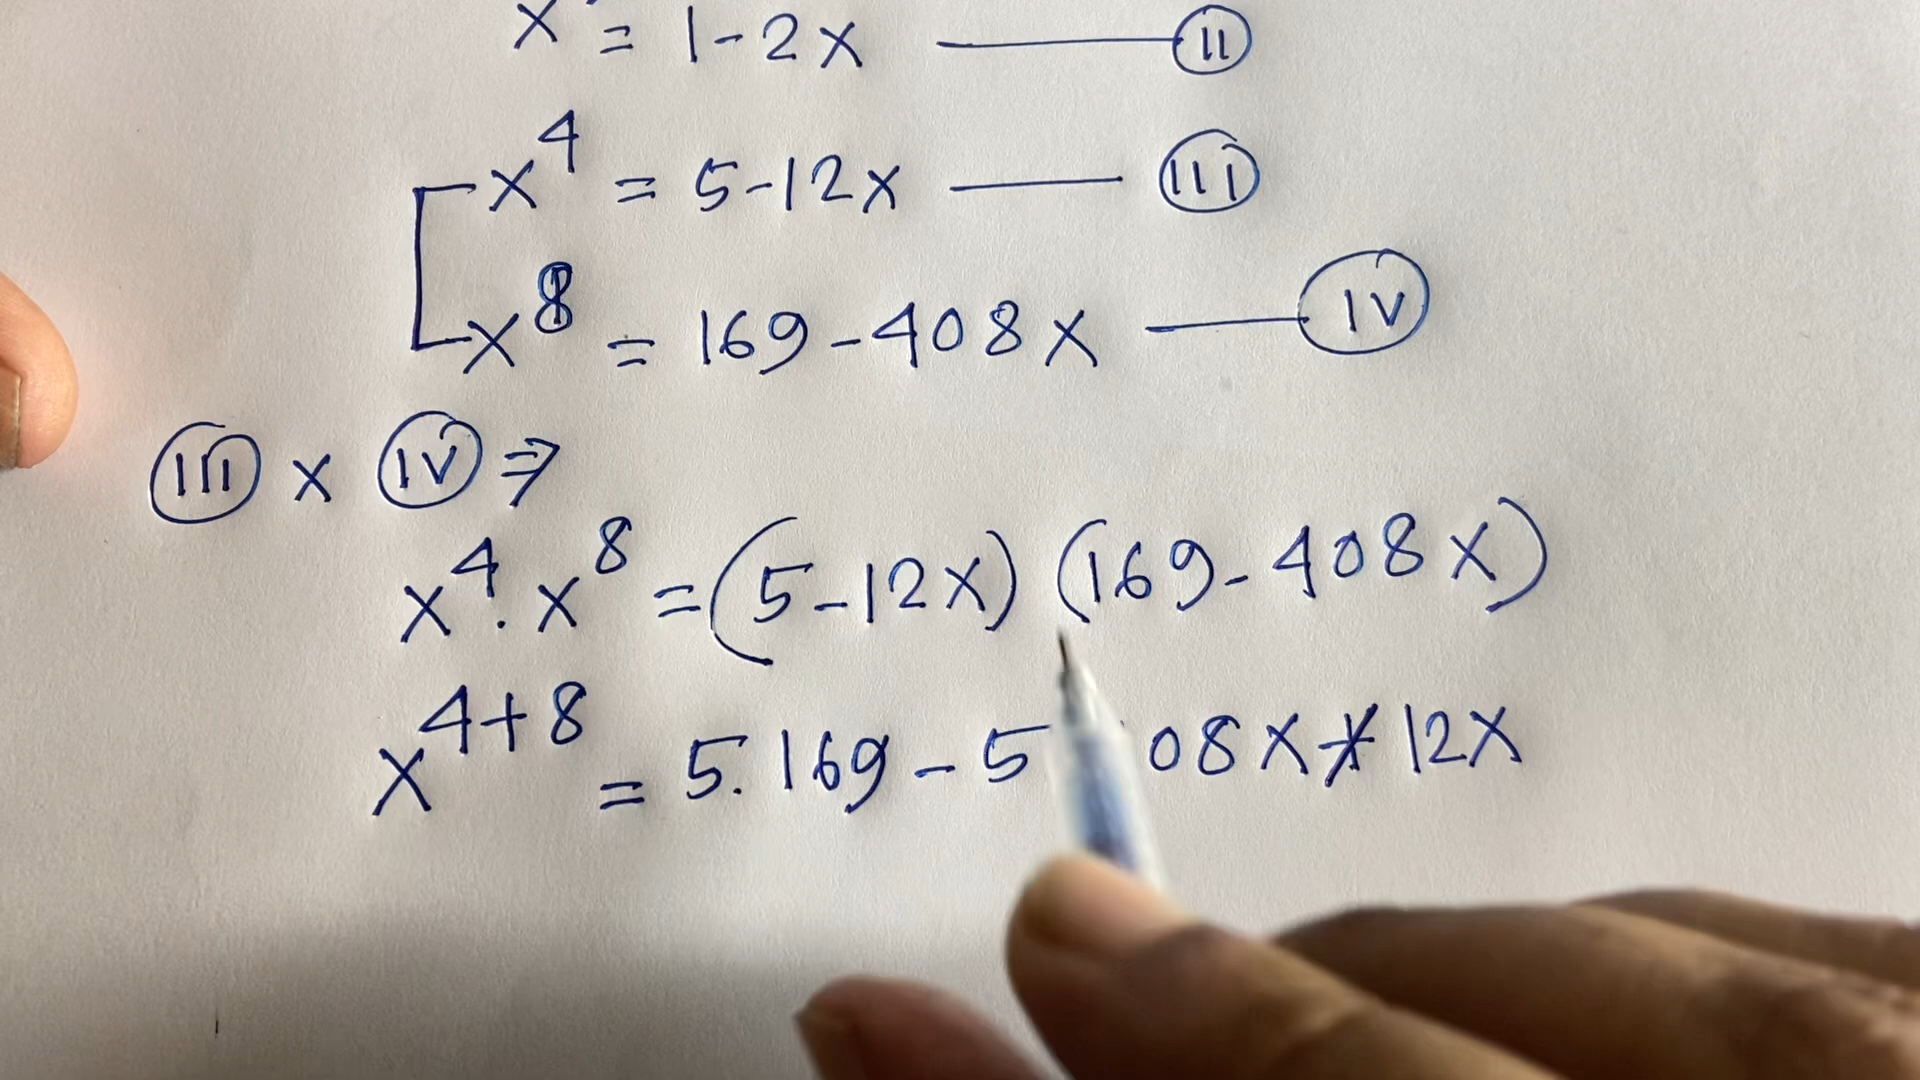 x = 1-2x (II)
x⁴ = 5-12x (III)
x⁸ = 169-408x (IV)
(III) x (IV) ⇒
x⁴.x⁸ = (5-12x) (169-408x)
x⁴⁺⁸ = 5.169-5 08x 12x